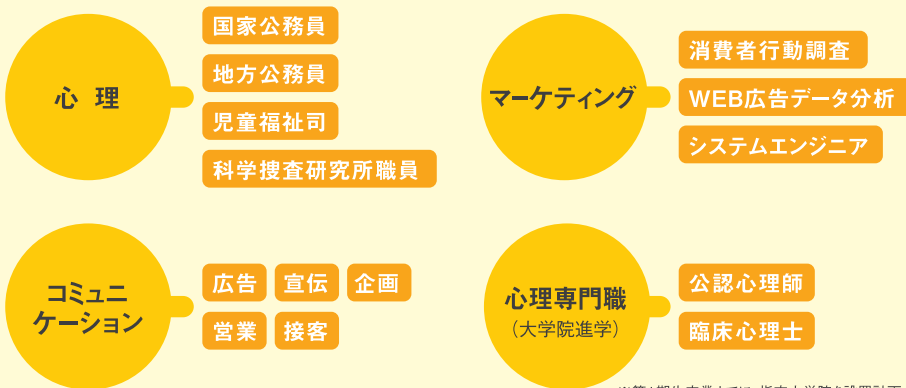 心理
国家公務員
地方公務員
児童福祉司
科学捜査研究所職員
マーケティング
消費者行動調査
WEB広告データ分析
システムエンジニア
コミュニ
ケーション
広告 宣伝 企画
営業 接客
心理専門職
(大学院進学)
公認心理師
臨床心理士